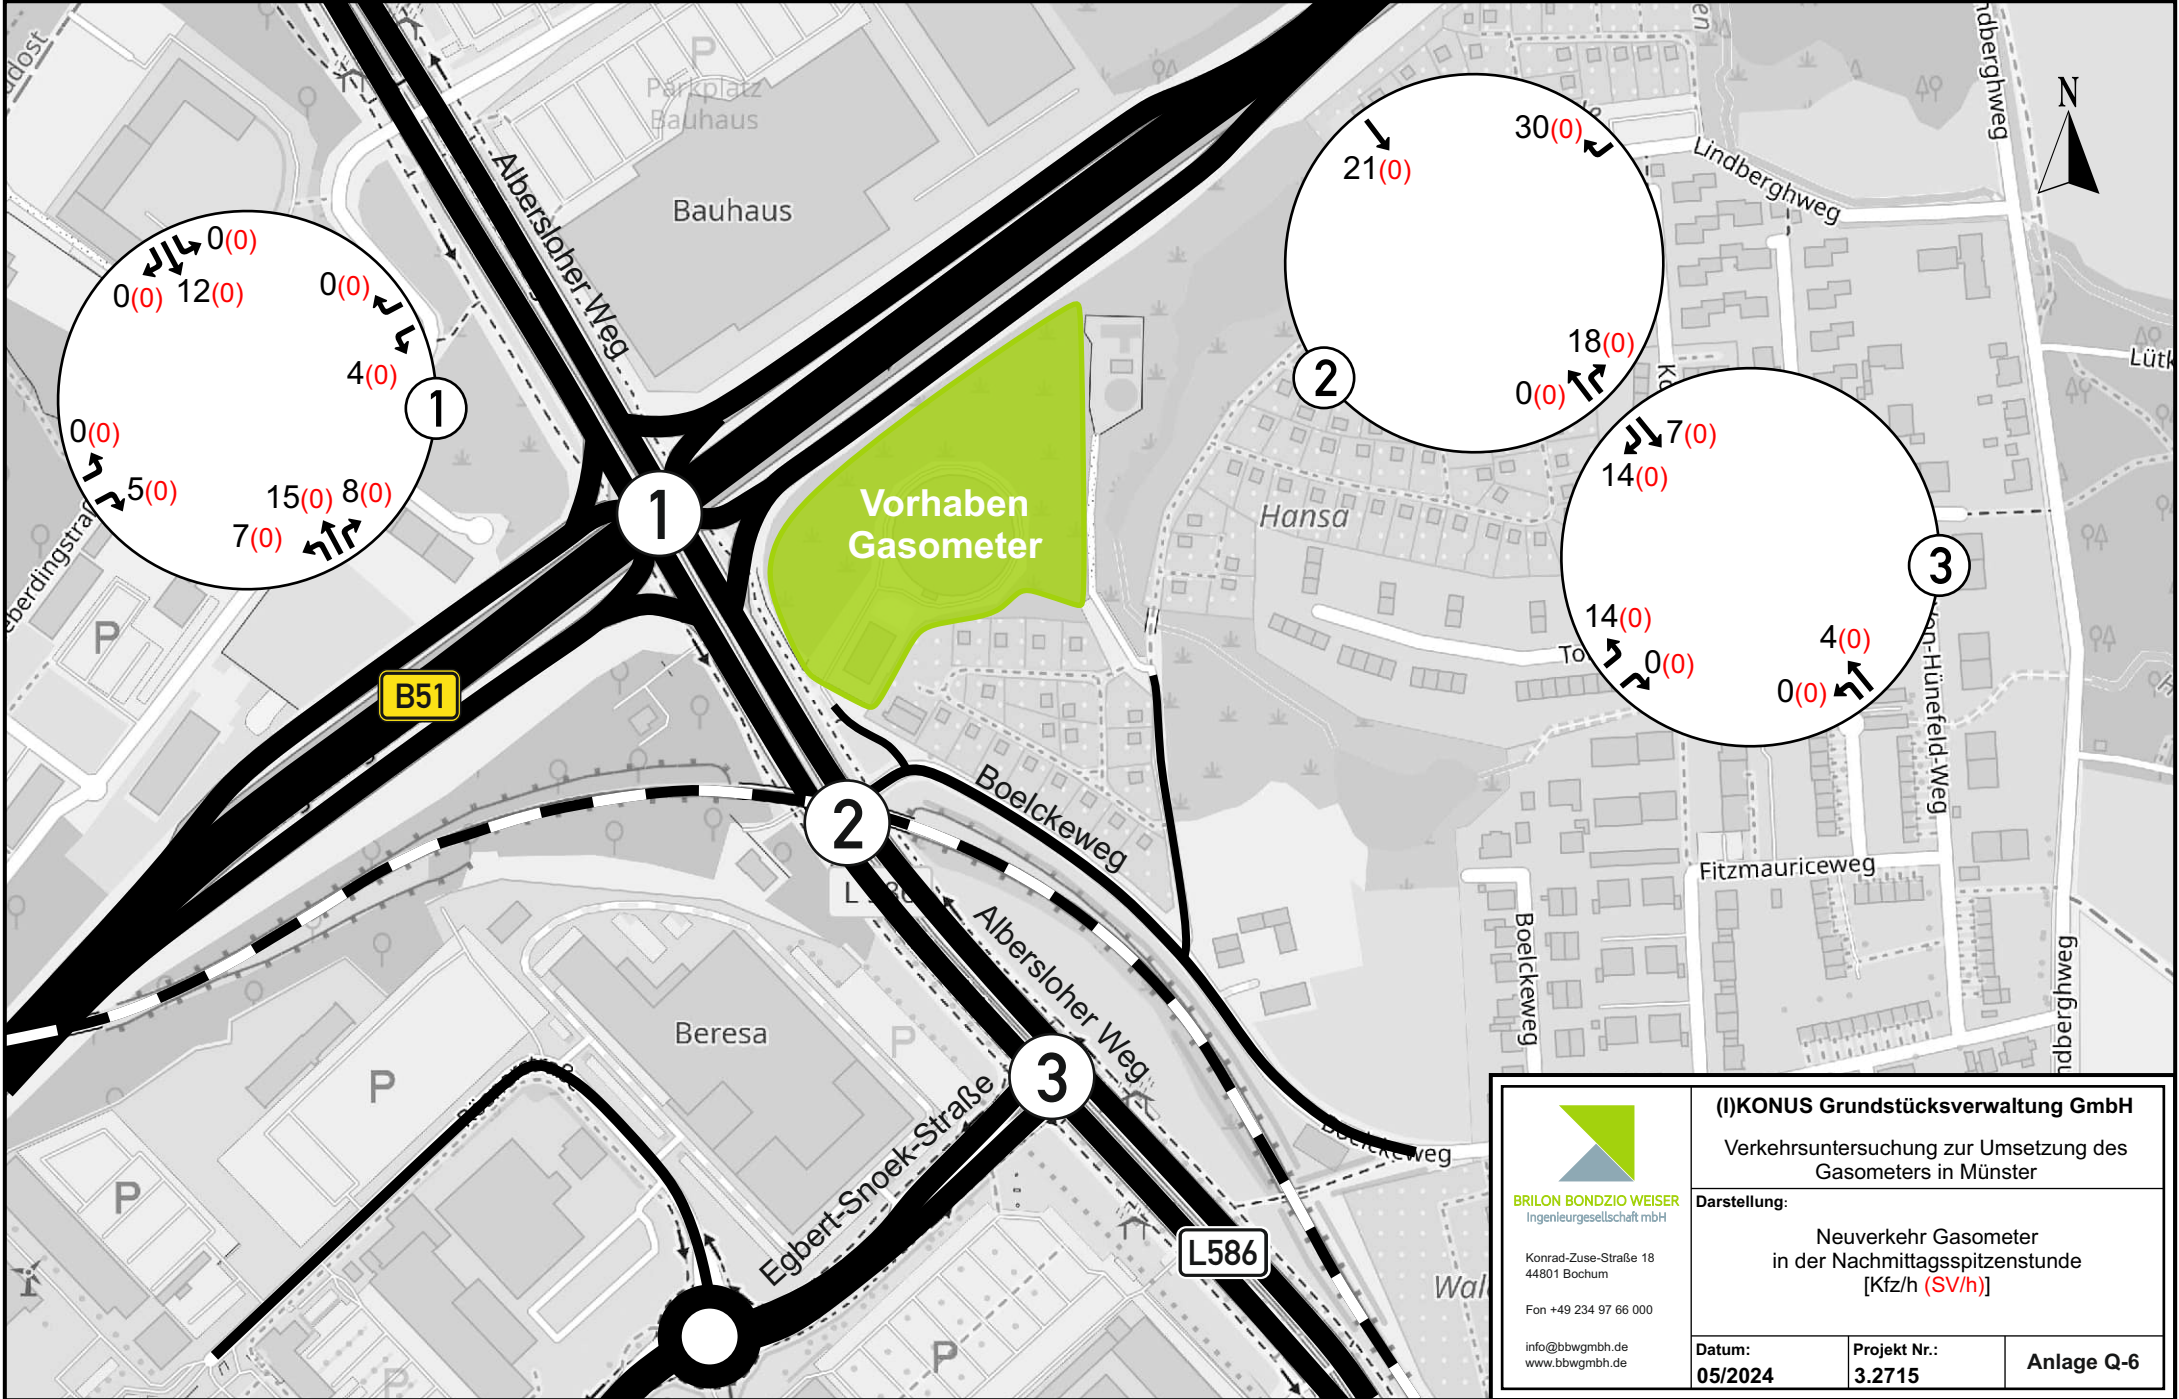 P
Parkplatz
Bauhaus
Bauhaus
Albersloher Weg
N
Lindberghweg
Lindberghweg
0(0)
0(0)
12(0)
0(0)
4(0)
0(0)
5(0)
15(0)
8(0)
7(0)
1
30(0)
21(0)
18(0)
0(0)
2
7(0)
14(0)
14(0)
0(0)
4(0)
0(0)
3
1
Vorhaben
Gasometer
Hansa
P
B51
2
Boelckeweg
Albersloher Weg
Fitzmauriceweg
Boelckeweg
Beresa
P
P
P
3
Egbert-Snoek-Straße
L586
Boelckeweg
P
P
BRILON BONDZIO WEISER
Ingenieurgesellschaft mbH
Konrad-Zuse-Straße 18
44801 Bochum
Fon +49 234 97 66 000
info@bbwgmbh.de
www.bbwgmbh.de
(I)KONUS Grundstücksverwaltung GmbH
Verkehrsuntersuchung zur Umsetzung des
Gasometers in Münster
Darstellung:
Neuverkehr Gasometer
in der Nachmittagsspitzenstunde
[Kfz/h (SV/h)]
Datum:
05/2024
Projekt Nr.:
3.2715
Anlage Q-6